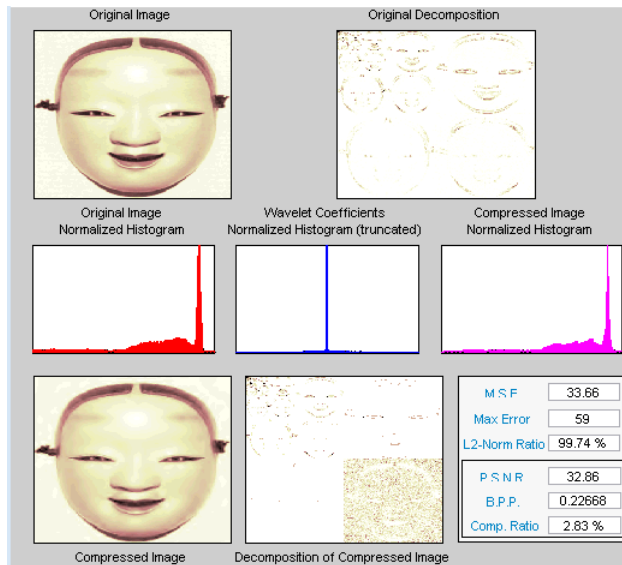 Original Image
Original Decomposition
Original Image
Normalized Histogram
Wavelet Coefficients
Normalized Histogram (truncated)
Compressed Image
Normalized Histogram
M.S.E. 33.66
Max Error 59
L2-Norm Ratio 99.74 %
P.S.N.R. 32.86
B.P.P. 0.22668
Comp. Ratio 2.83 %
Compressed Image
Decomposition of Compressed Image